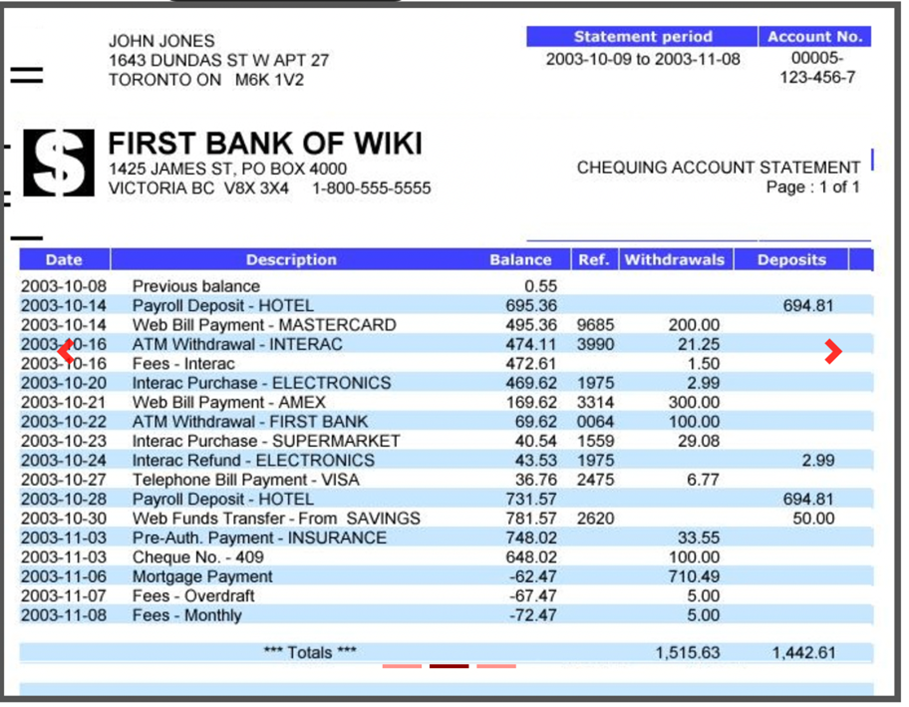 JOHN JONES
1643 DUNDAS ST W APT 27
TORONTO ON M6K 1V2
Statement period Account No.
2003-10-09 to 2003-11-08 00005-
123-456-7
FIRST BANK OF WIKI
1425 JAMES ST, PO BOX 4000
VICTORIA BC V8X 3X4 1-800-555-5555
CHEQUING ACCOUNT STATEMENT
Page : 1 of 1
Date Description Balance Ref. Withdrawals Deposits
2003-10-08 Previous balance 0.55
2003-10-14 Payroll Deposit - HOTEL 695.36 694.81
2003-10-14 Web Bill Payment - MASTERCARD 495.36 9685 200.00
2003-10-16 ATM Withdrawal - INTERAC 474.11 3990 21.25
2003-10-16 Fees - Interac 472.61 1.50
2003-10-20 Interac Purchase - ELECTRONICS 469.62 1975 2.99
2003-10-21 Web Bill Payment - AMEX 169.62 3314 300.00
2003-10-22 ATM Withdrawal - FIRST BANK 69.62 0064 100.00
2003-10-23 Interac Purchase - SUPERMARKET 40.54 1559 29.08
2003-10-24 Interac Refund - ELECTRONICS 43.53 1975 2.99
2003-10-27 Telephone Bill Payment - VISA 36.76 2475 6.77
2003-10-28 Payroll Deposit - HOTEL 731.57 694.81
2003-10-30 Web Funds Transfer - From SAVINGS 781.57 2620 50.00
2003-11-03 Pre-Auth. Payment - INSURANCE 748.02 33.55
2003-11-03 Cheque No. - 409 648.02 100.00
2003-11-06 Mortgage Payment -62.47 710.49
2003-11-07 Fees - Overdraft -67.47 5.00
2003-11-08 Fees - Monthly -72.47 5.00
*** Totals *** 1,515.63 1,442.61